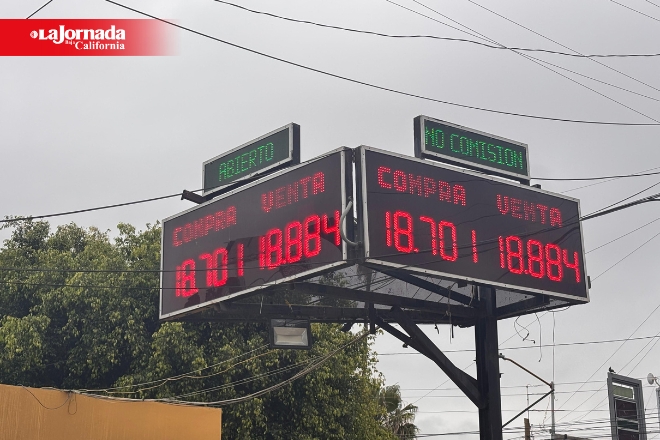 LaJornada
Baja California
ABIERTO
NO COMISION
COMPRA VENTA
18.701 18.884
COMPRA VENTA
18.701 18.884